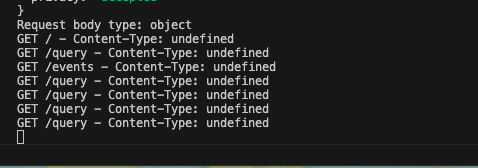 }
Request body type: object
GET / - Content-Type: undefined
GET /query - Content-Type: undefined
GET /events - Content-Type: undefined
GET /query - Content-Type: undefined
GET /query - Content-Type: undefined
GET /query - Content-Type: undefined
GET /query - Content-Type: undefined